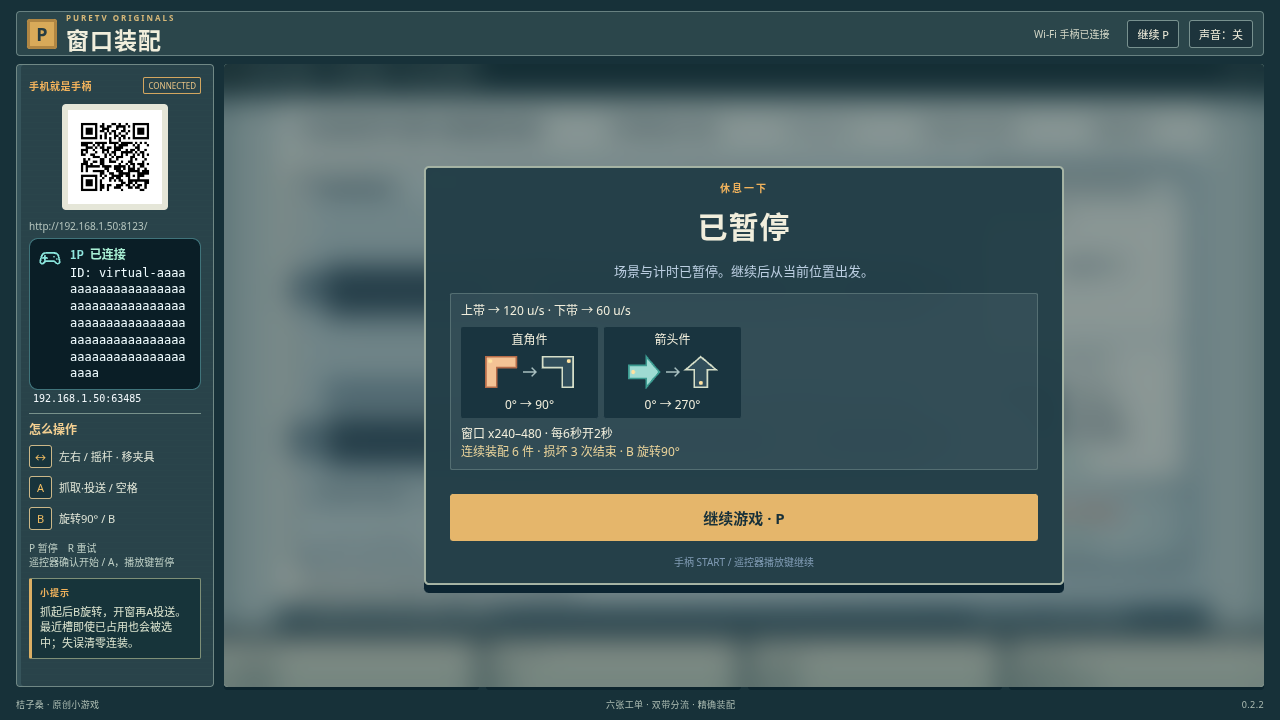 P
PURETV ORIGINALS
窗口装配
Wi-Fi 手柄已连接
继续 P
声音：关
手机就是手柄
CONNECTED
http://192.168.1.50:8123/
1P 已连接
ID: virtual-aaaa
aaaaaaaaaaaaaaaa
aaaaaaaaaaaaaaaa
aaaaaaaaaaaaaaaa
aaaaaaaaaaaaaaaa
aaaaaaaaaaaaaaaa
aaaa
192.168.1.50:63485
怎么操作
↔ 左右 / 摇杆 · 移夹具
A 抓取·投送 / 空格
B 旋转90° / B
P 暂停 R 重试
遥控器确认开始 / A，播放键暂停
小提示
抓起后B旋转，开窗再A投送。
最近槽即使已占用也会被选
中；失误清零连装。
休息一下
已暂停
场景与计时已暂停。继续后从当前位置出发。
上带 → 120 u/s · 下带 → 60 u/s
直角件
→
0° → 90°
箭头件
→
0° → 270°
窗口 x240–480 · 每6秒开2秒
连续装配 6 件 · 损坏 3 次结束 · B 旋转90°
继续游戏 · P
手柄 START / 遥控器播放键继续
桔子桑 · 原创小游戏
六张工单 · 双带分流 · 精确装配
0.2.2